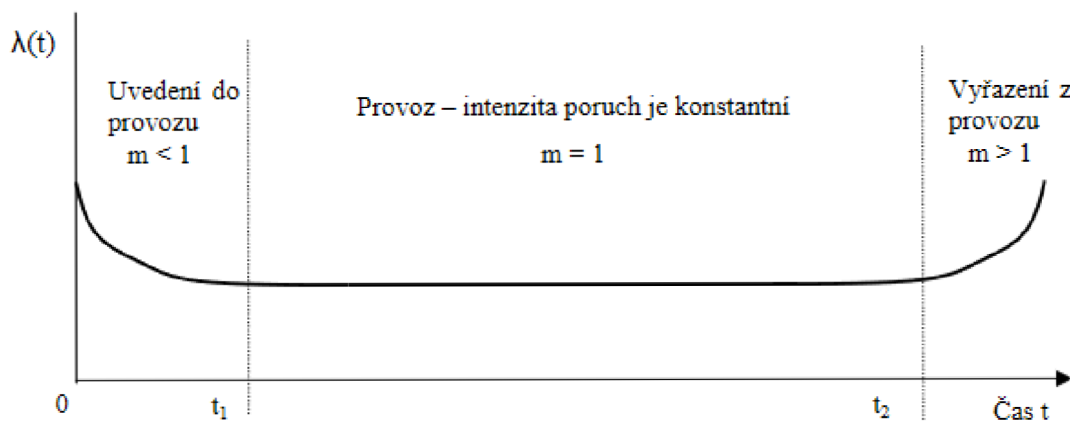 λ(t)
Uvedení do
provozu
m < 1
Provoz – intenzita poruch je konstantní
m = 1
Vyřazení z
provozu
m > 1
0
t₁
t₂
Čas t